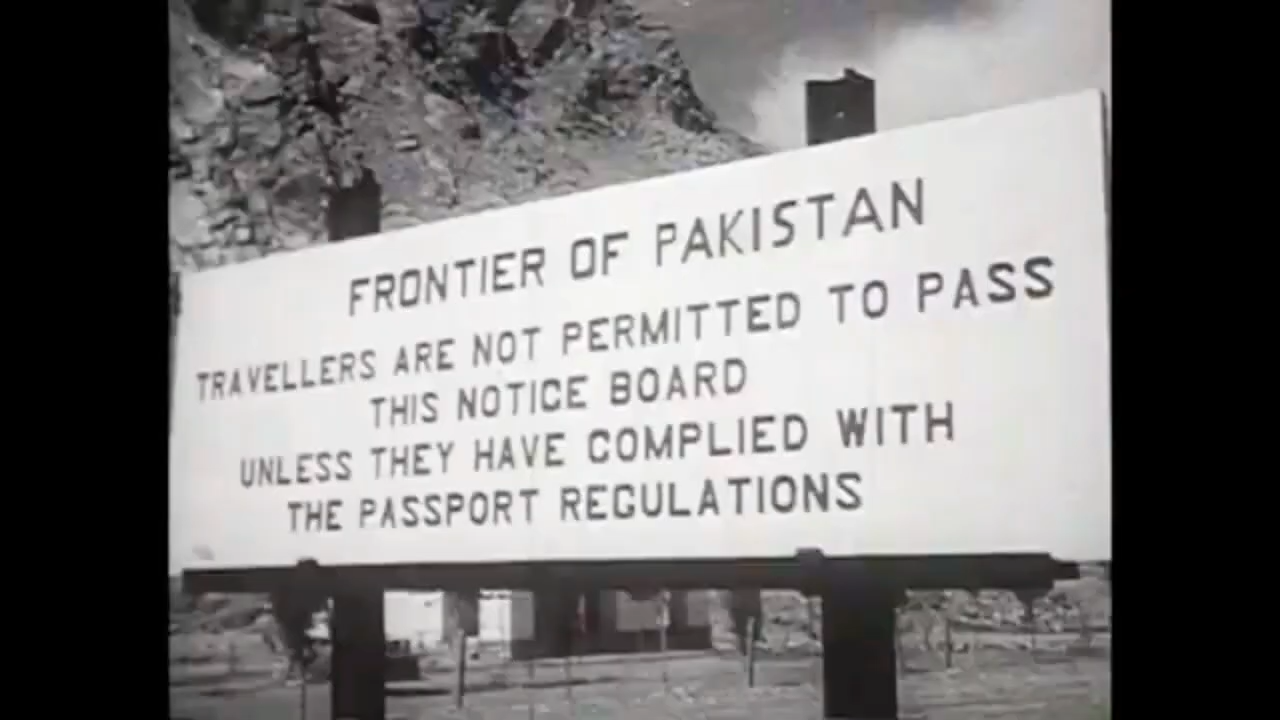 FRONTIER OF PAKISTAN
TRAVELLERS ARE NOT PERMITTED TO PASS
THIS NOTICE BOARD
UNLESS THEY HAVE COMPLIED WITH
THE PASSPORT REGULATIONS